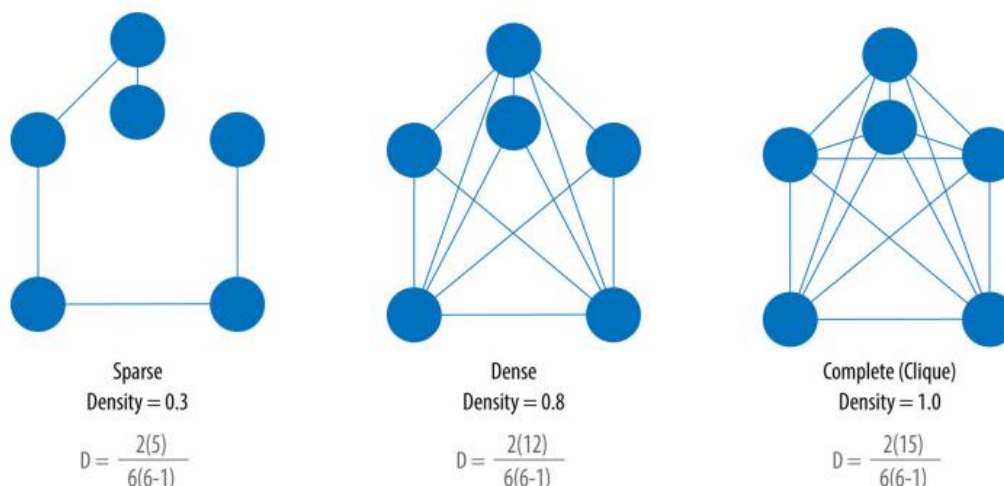 Sparse
Density = 0.3
D = 2(5)
6(6-1)
Dense
Density = 0.8
D = 2(12)
6(6-1)
Complete (Clique)
Density = 1.0
D = 2(15)
6(6-1)